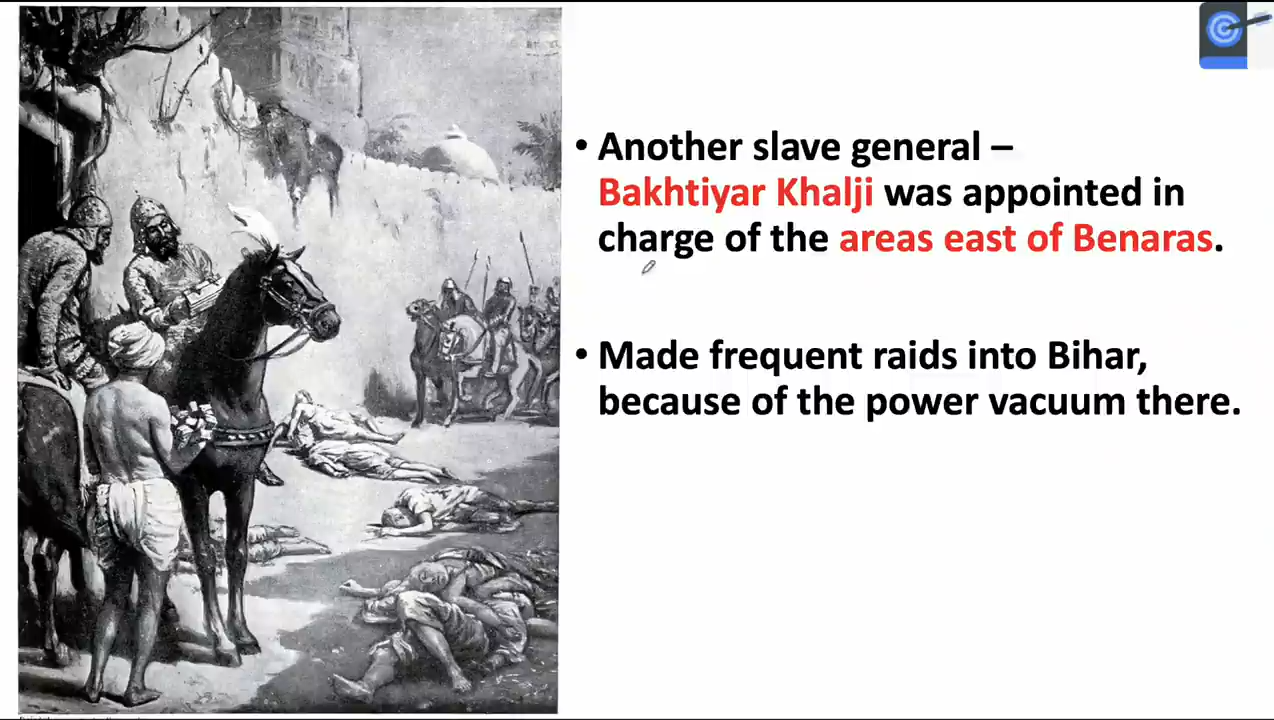 • Another slave general –
Bakhtiyar Khalji was appointed in
charge of the areas east of Benaras.
• Made frequent raids into Bihar,
because of the power vacuum there.